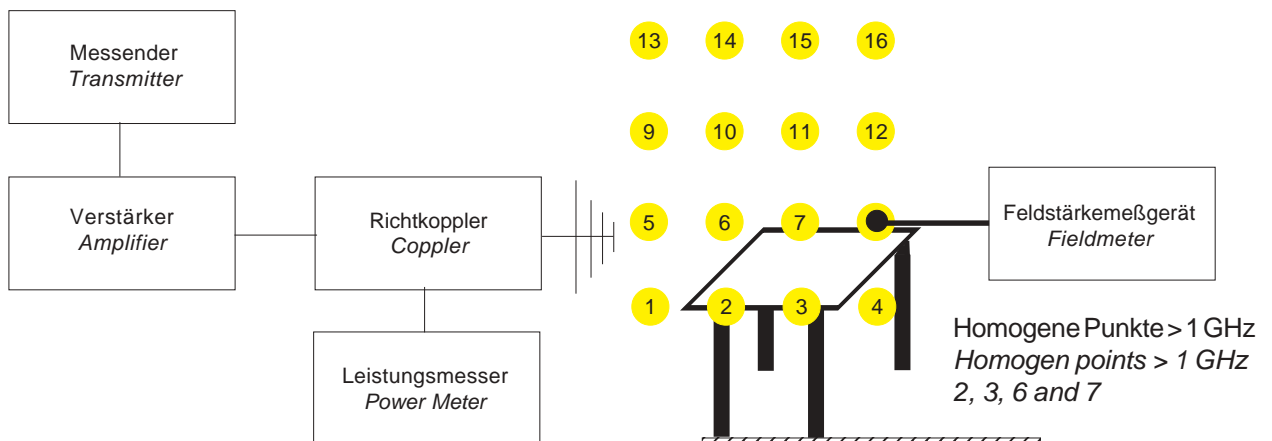 Messender
Transmitter
Verstärker
Amplifier
Richtkoppler
Coppler
Leistungsmesser
Power Meter
13 14 15 16
9 10 11 12
5 6 7
1 2 3 4
Feldstärkemeßgerät
Fieldmeter
Homogene Punkte > 1 GHz
Homogen points > 1 GHz
2, 3, 6 and 7